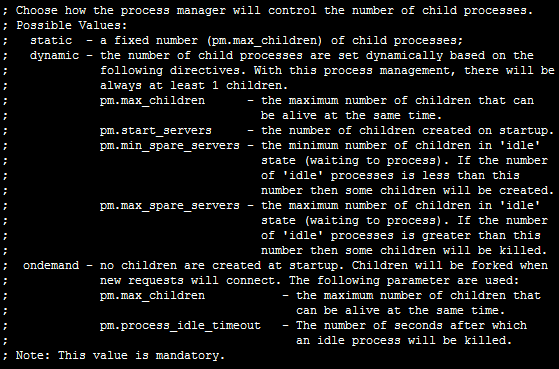 ; Choose how the process manager will control the number of child processes.
; Possible Values:
;   static  - a fixed number (pm.max_children) of child processes;
;   dynamic - the number of child processes are set dynamically based on the
;             following directives. With this process management, there will be
;             always at least 1 children.
;             pm.max_children      - the maximum number of children that can
;                                    be alive at the same time.
;             pm.start_servers     - the number of children created on startup.
;             pm.min_spare_servers - the minimum number of children in 'idle'
;                                    state (waiting to process). If the number
;                                    of 'idle' processes is less than this
;                                    number then some children will be created.
;             pm.max_spare_servers - the maximum number of children in 'idle'
;                                    state (waiting to process). If the number
;                                    of 'idle' processes is greater than this
;                                    number then some children will be killed.
;  ondemand - no children are created at startup. Children will be forked when
;             new requests will connect. The following parameter are used:
;             pm.max_children           - the maximum number of children that
;                                         can be alive at the same time.
;             pm.process_idle_timeout   - The number of seconds after which
;                                         an idle process will be killed.
; Note: This value is mandatory.